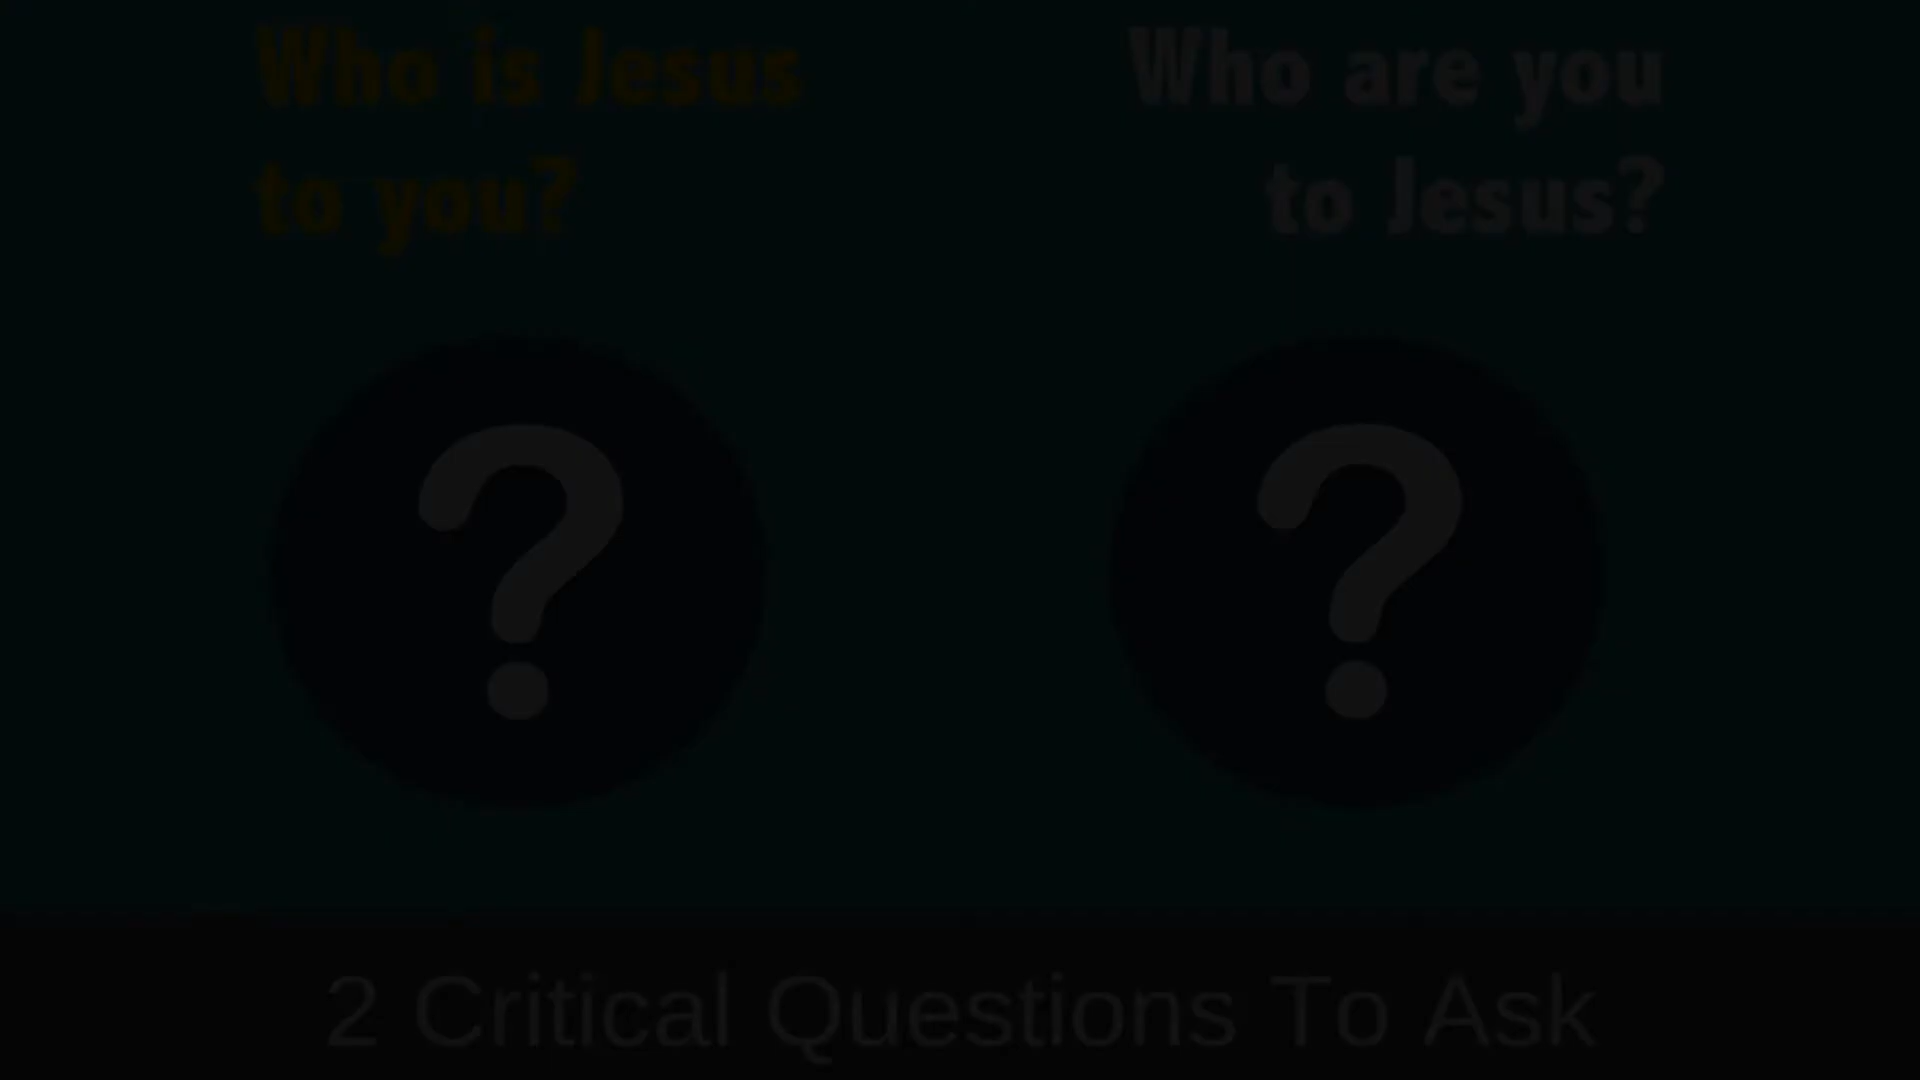 Who is Jesus
to you?
Who are you
to Jesus?
?
?
2 Critical Questions To Ask